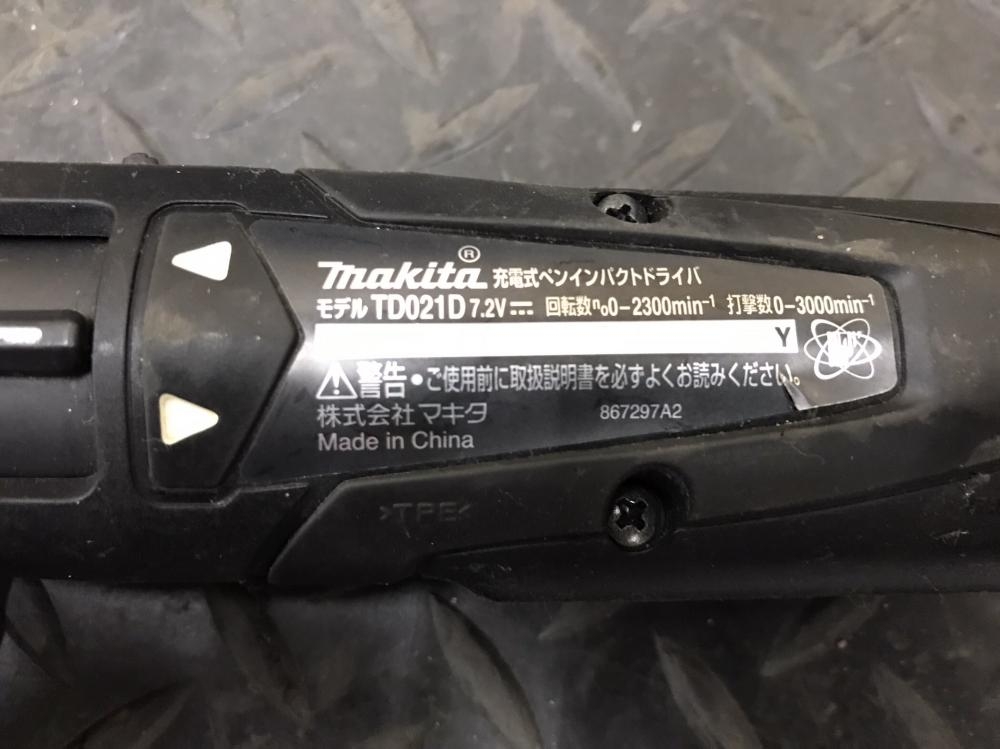 makita® 充電式ペンインパクトドライバ
モデル TD021D 7.2V 回転数n₀0−2300min⁻¹ 打撃数0−3000min⁻¹
Y
警告・ご使用前に取扱説明書を必ずよくお読みください。
株式会社マキタ 867297A2
Made in China
>TPE<